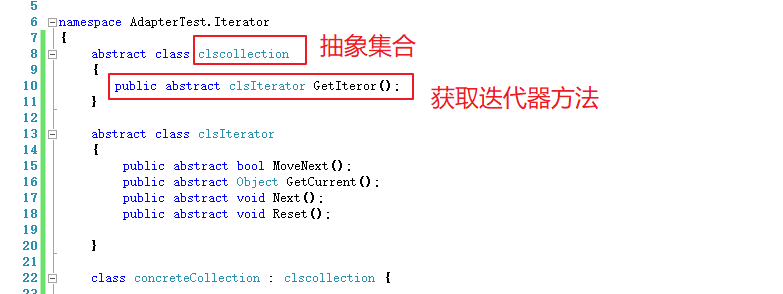 5
6 namespace AdapterTest.Iterator
7 {
8 abstract class clscollection 抽象集合
9 {
10 public abstract clsIterator GetIteror(); 获取迭代器方法
11 }
12
13 abstract class clsIterator
14 {
15 public abstract bool MoveNext();
16 public abstract Object GetCurrent();
17 public abstract void Next();
18 public abstract void Reset();
19
20 }
21
22 class concreteCollection : clscollection {
23